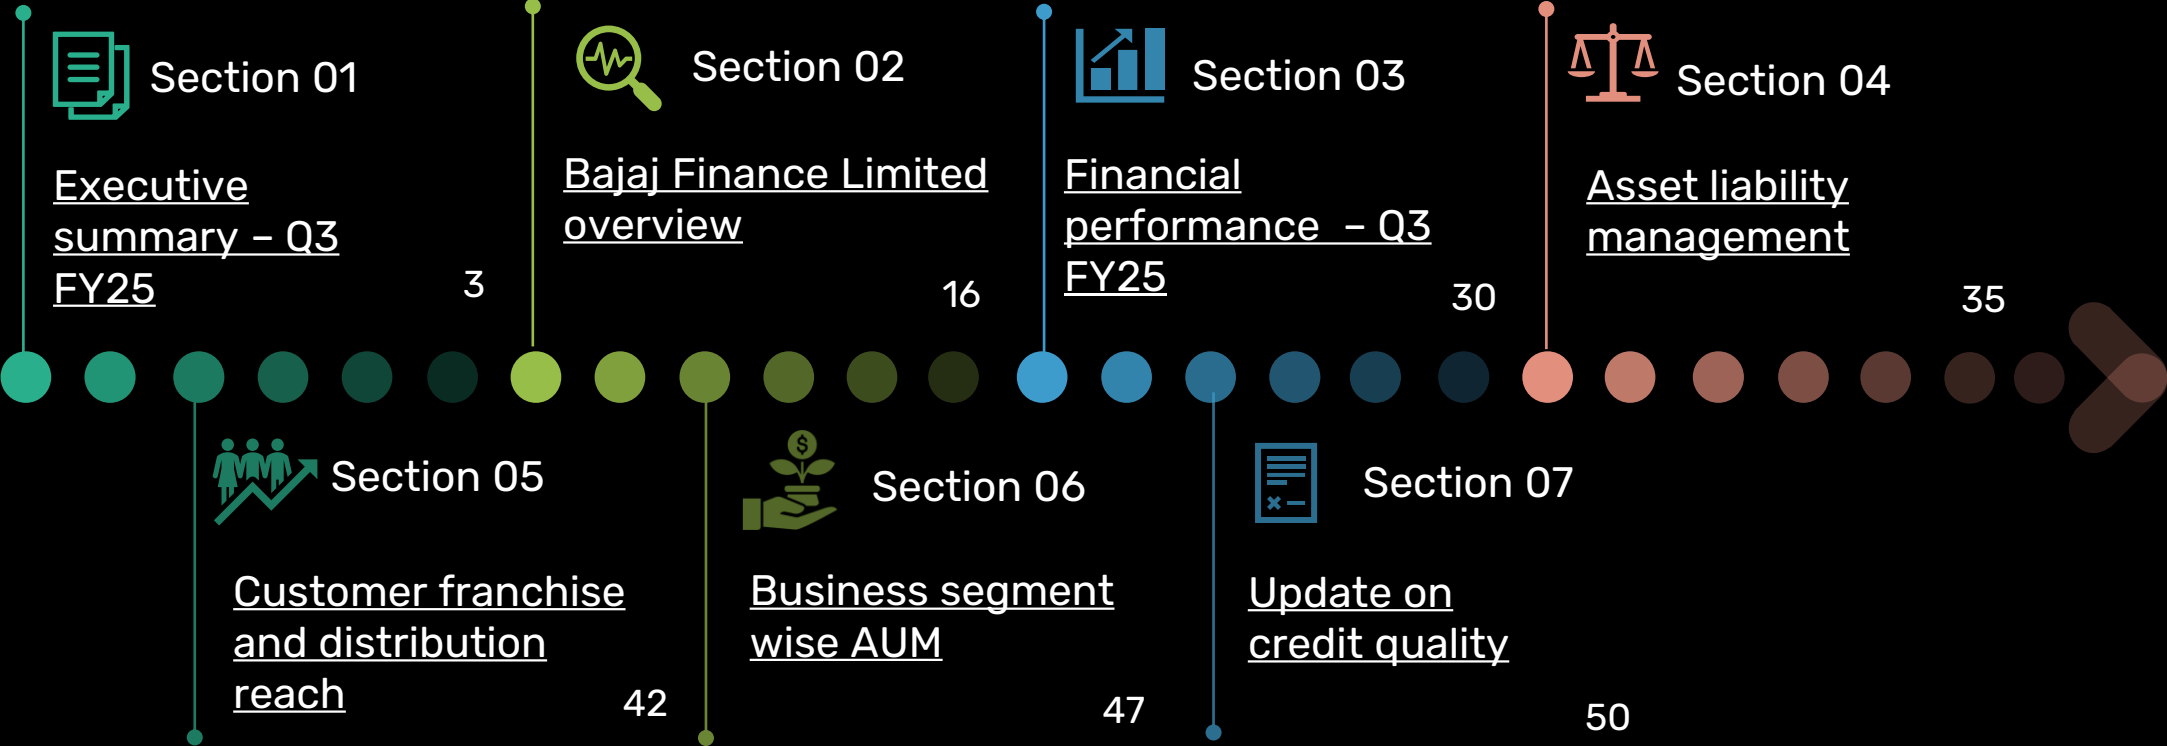 Section 01
Executive
summary – Q3
FY25
3
Section 02
Bajaj Finance Limited
overview
16
Section 03
Financial
performance – Q3
FY25
30
Section 04
Asset liability
management
35
Section 05
Customer franchise
and distribution
reach
42
Section 06
$
Business segment
wise AUM
47
Section 07
Update on
credit quality
50